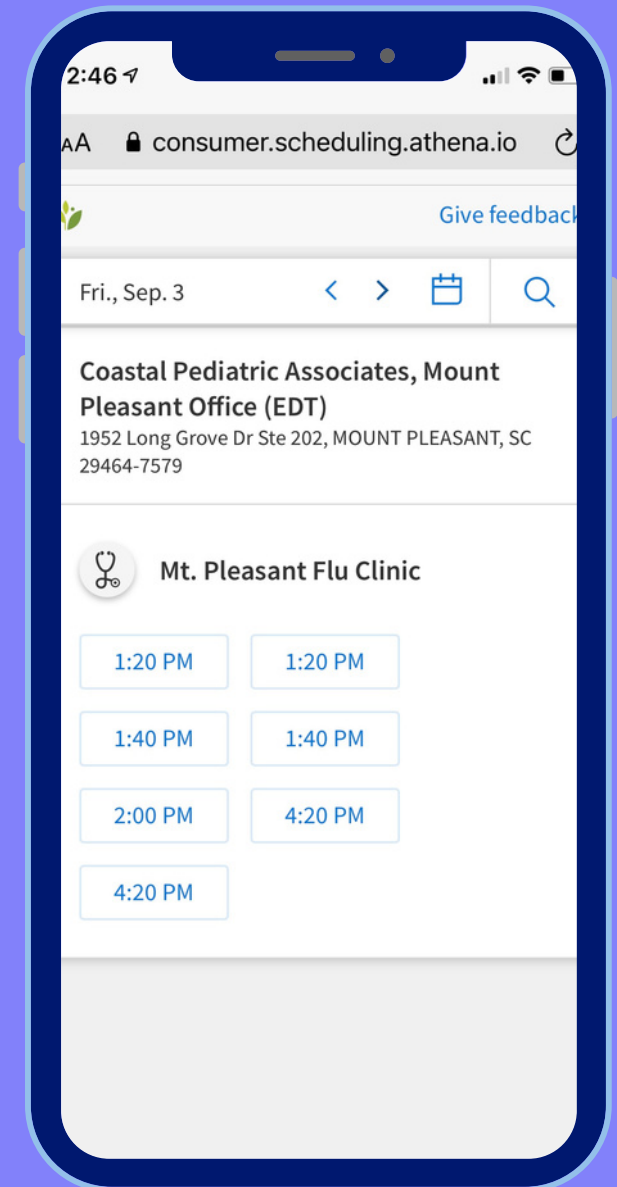 2:46
AA consumer.scheduling.athena.io
Give feedback
Fri., Sep. 3
Coastal Pediatric Associates, Mount
Pleasant Office (EDT)
1952 Long Grove Dr Ste 202, MOUNT PLEASANT, SC
29464-7579
Mt. Pleasant Flu Clinic
1:20 PM 1:20 PM
1:40 PM 1:40 PM
2:00 PM 4:20 PM
4:20 PM